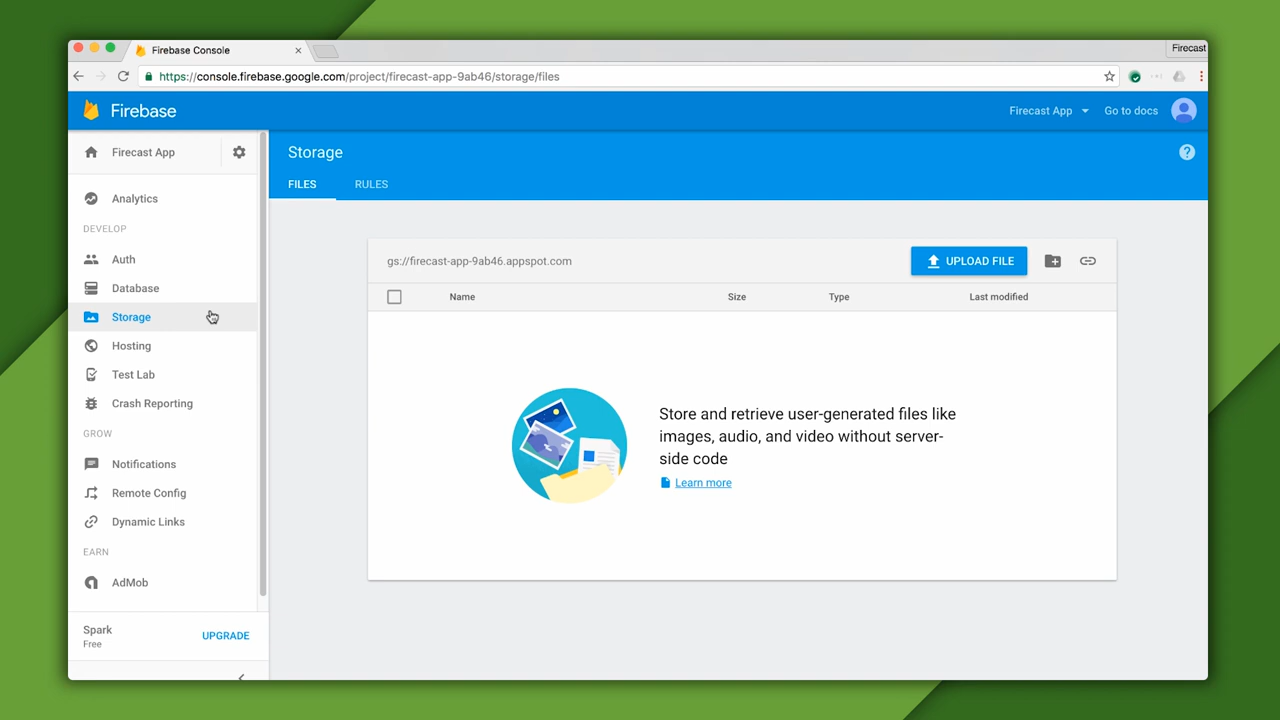 Firebase Console
Firecast
https://console.firebase.google.com/project/firecast-app-9ab46/storage/files
Firebase
Firecast App
Go to docs
Firecast App
Analytics
DEVELOP
Auth
Database
Storage
Hosting
Test Lab
Crash Reporting
GROW
Notifications
Remote Config
Dynamic Links
EARN
AdMob
Spark
Free
UPGRADE
Storage
FILES
RULES
gs://firecast-app-9ab46.appspot.com
UPLOAD FILE
Name
Size
Type
Last modified
Store and retrieve user-generated files like
images, audio, and video without server-
side code
Learn more